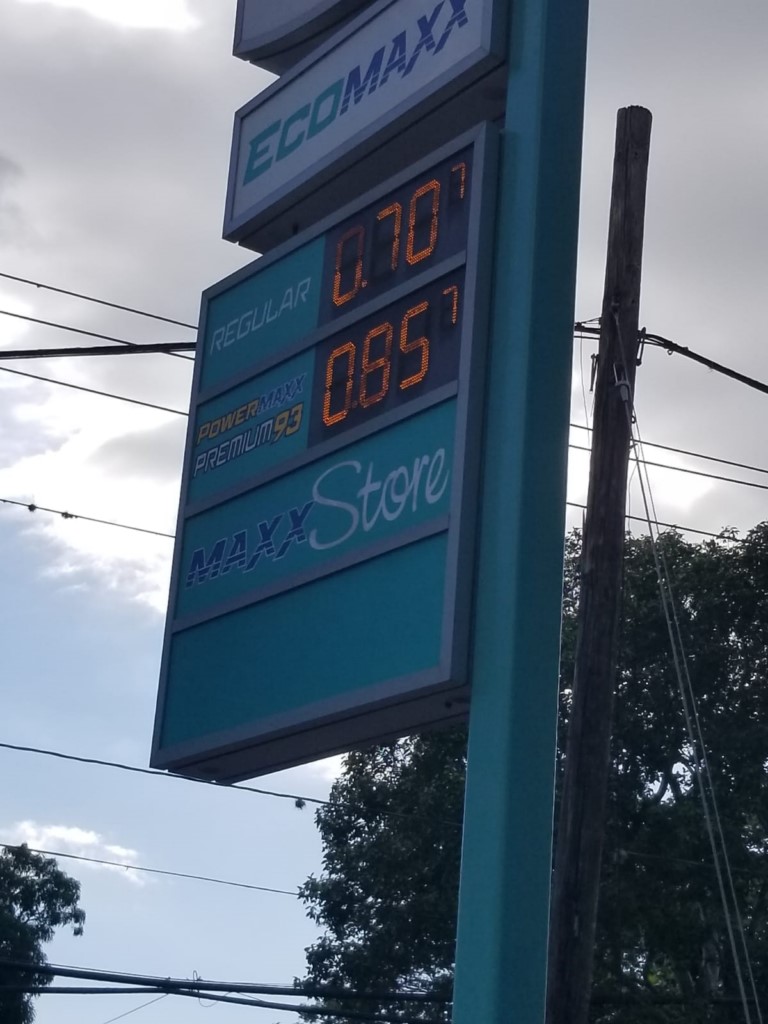 ECOMAXX
REGULAR 0.70 7
POWERMAXX
PREMIUM 93 0.85 7
MAXX Store